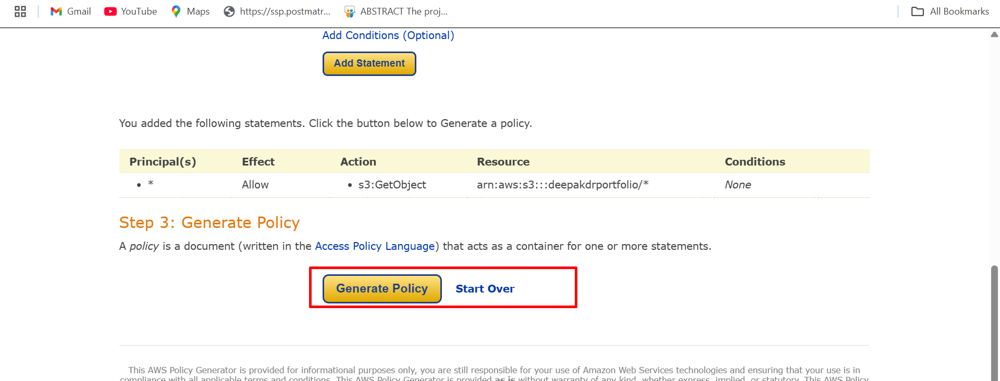 Gmail YouTube Maps https://ssp.postmatr... ABSTRACT The proj... All Bookmarks
Add Conditions (Optional)
Add Statement
You added the following statements. Click the button below to Generate a policy.
Principal(s) Effect Action Resource Conditions
• * Allow • s3:GetObject arn:aws:s3:::deepakdrportfolio/* None
Step 3: Generate Policy
A policy is a document (written in the Access Policy Language) that acts as a container for one or more statements.
Generate Policy Start Over
This AWS Policy Generator is provided for informational purposes only, you are still responsible for your use of Amazon Web Services technologies and ensuring that your use is in
compliance with all applicable terms and conditions. This AWS Policy Generator is provided as is without warranty of any kind, whether express, implied, or statutory. This AWS Policy